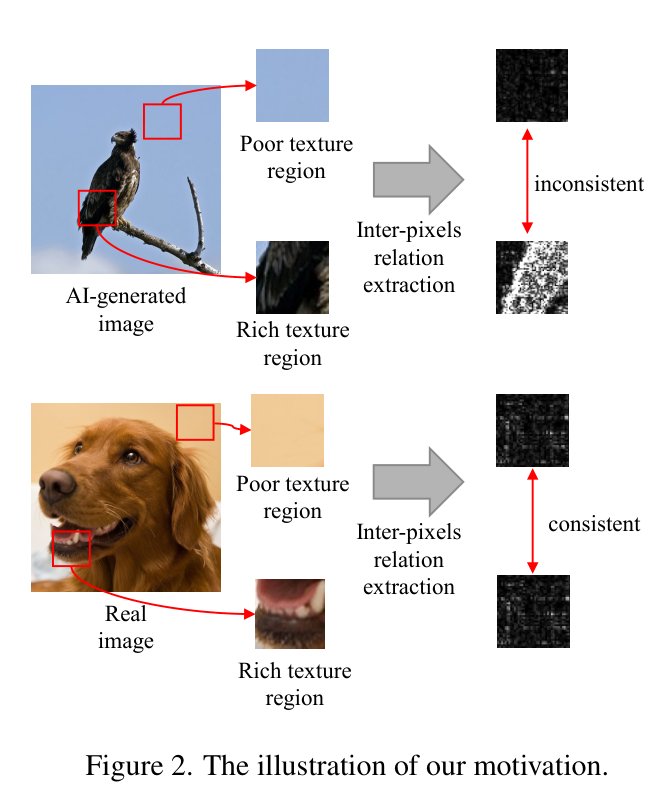 Poor texture
region
Inter-pixels
relation
extraction
inconsistent
AI-generated
image
Rich texture
region
Poor texture
region
Inter-pixels
relation
extraction
consistent
Real
image
Rich texture
region
Figure 2. The illustration of our motivation.